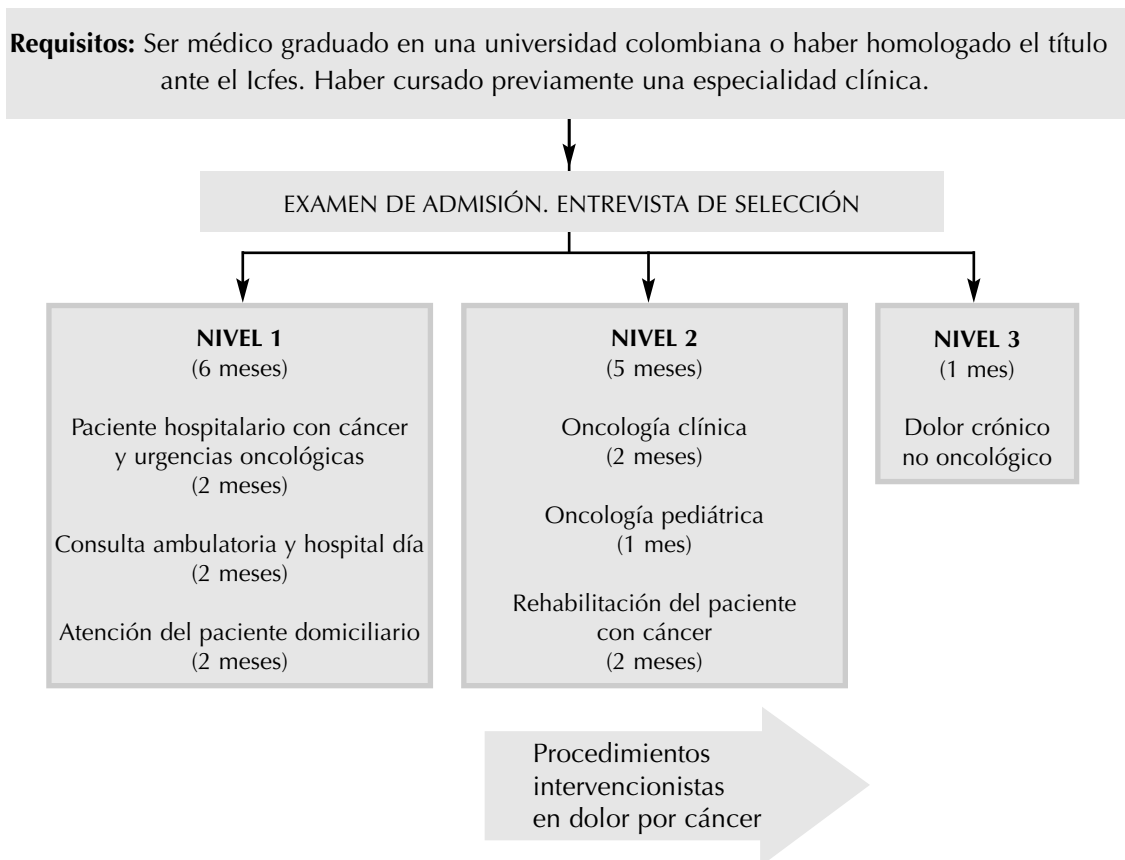 Requisitos: Ser médico graduado en una universidad colombiana o haber homologado el título
ante el Icfes. Haber cursado previamente una especialidad clínica.
EXAMEN DE ADMISIÓN. ENTREVISTA DE SELECCIÓN
NIVEL 1
(6 meses)
Paciente hospitalario con cáncer
y urgencias oncológicas
(2 meses)
Consulta ambulatoria y hospital día
(2 meses)
Atención del paciente domiciliario
(2 meses)
NIVEL 2
(5 meses)
Oncología clínica
(2 meses)
Oncología pediátrica
(1 mes)
Rehabilitación del paciente
con cáncer
(2 meses)
NIVEL 3
(1 mes)
Dolor crónico
no oncológico
Procedimientos
intervencionistas
en dolor por cáncer